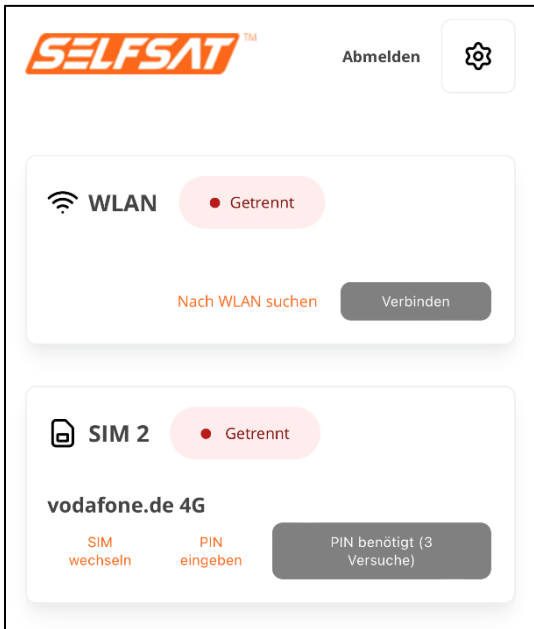 SELFSAT™
Abmelden
WLAN
Getrennt
Nach WLAN suchen
Verbinden
SIM 2
Getrennt
vodafone.de 4G
SIM
wechseln
PIN
eingeben
PIN benötigt (3
Versuche)